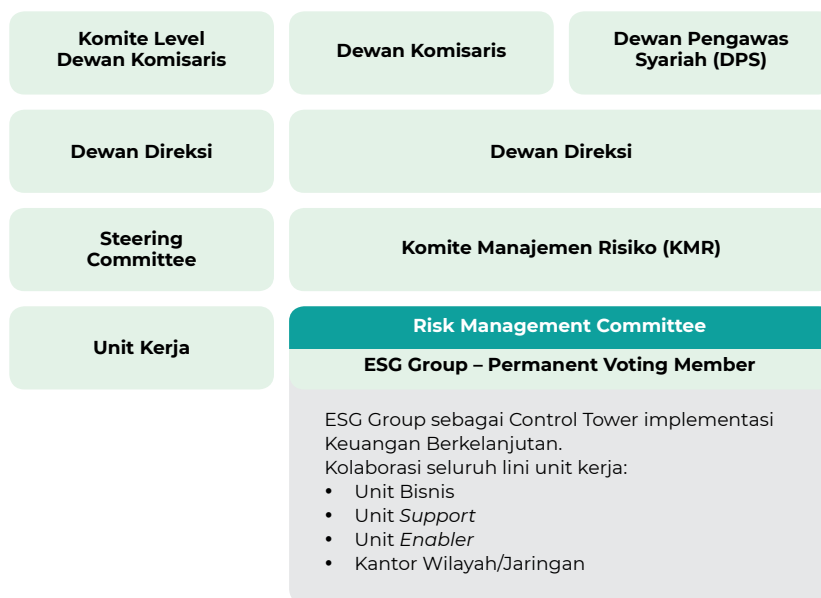 Komite Level
Dewan Komisaris
Dewan Komisaris
Dewan Pengawas
Syariah (DPS)
Dewan Direksi
Dewan Direksi
Steering
Committee
Komite Manajemen Risiko (KMR)
Unit Kerja
Risk Management Committee
ESG Group – Permanent Voting Member
ESG Group sebagai Control Tower implementasi
Keuangan Berkelanjutan.
Kolaborasi seluruh lini unit kerja:
• Unit Bisnis
• Unit Support
• Unit Enabler
• Kantor Wilayah/Jaringan